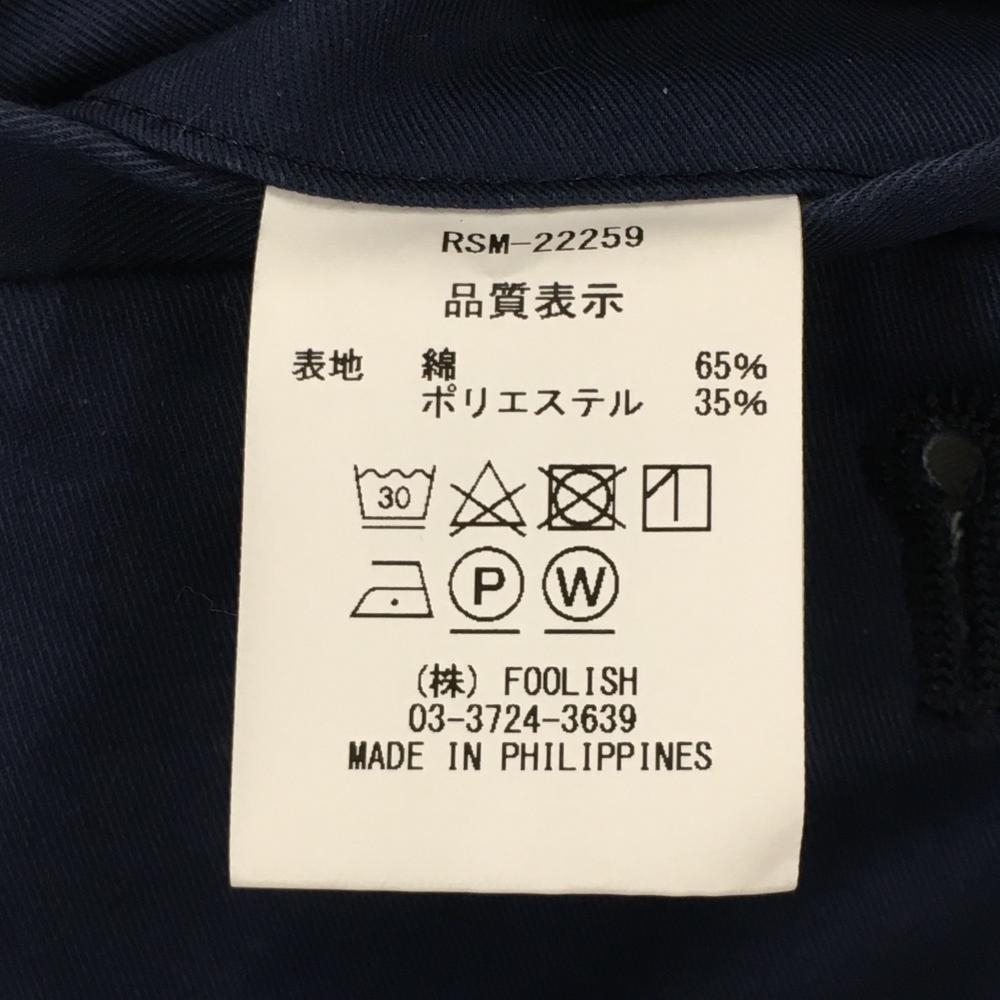 RSM-22259
品質表示
表地 綿 65%
ポリエステル 35%
30
P W
(株) FOOLISH
03-3724-3639
MADE IN PHILIPPINES